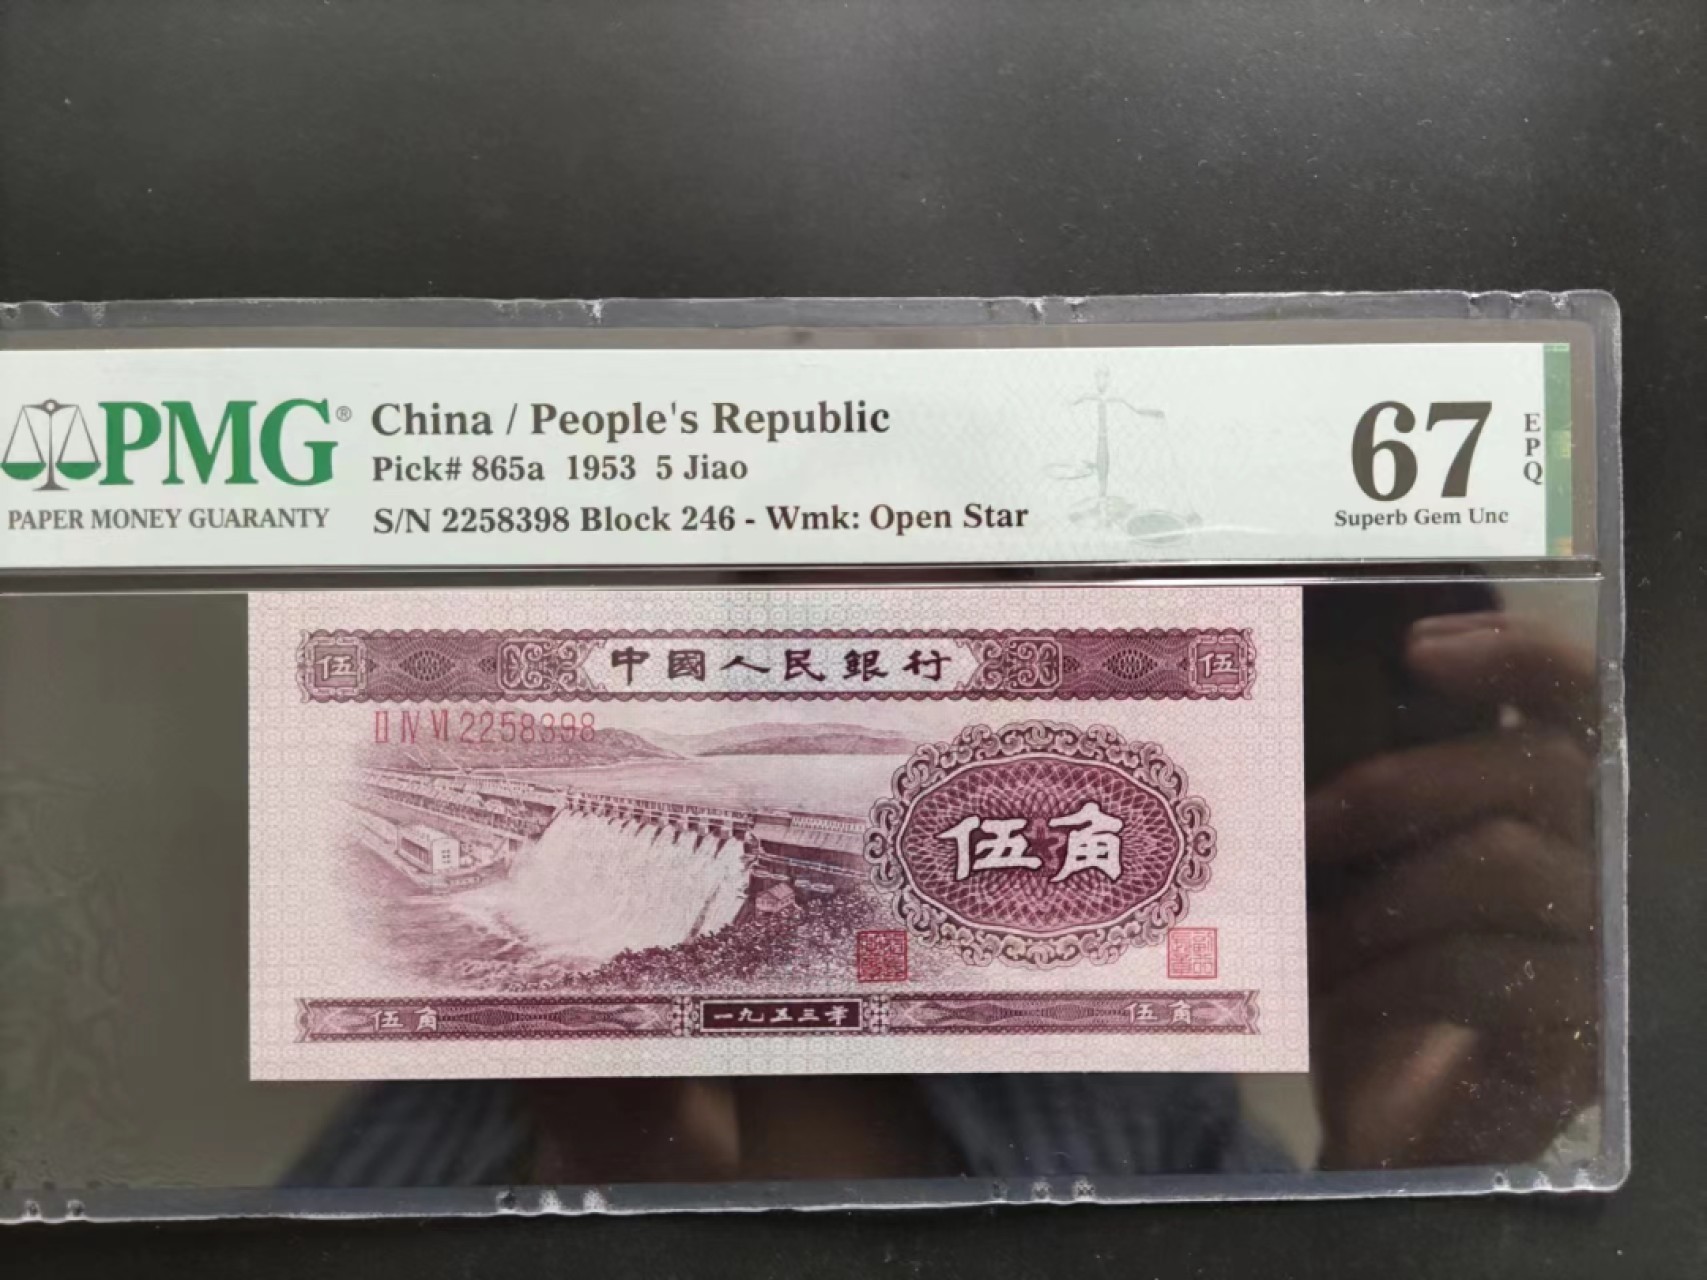 PMG®
PAPER MONEY GUARANTY
China / People's Republic
Pick# 865a 1953 5 Jiao
S/N 2258398 Block 246 - Wmk: Open Star
67
EPQ
Superb Gem Unc
伍 中國人民銀行 伍
II IV VI 2258398
伍角
伍角 一九五三年 伍角